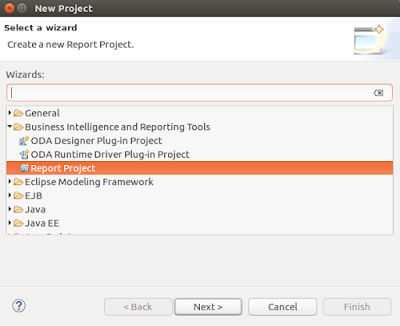 New Project
Select a wizard
Create a new Report Project.
Wizards:
General
Business Intelligence and Reporting Tools
ODA Designer Plug-in Project
ODA Runtime Driver Plug-in Project
Report Project
Eclipse Modeling Framework
EJB
Java
Java EE
< Back
Next >
Cancel
Finish